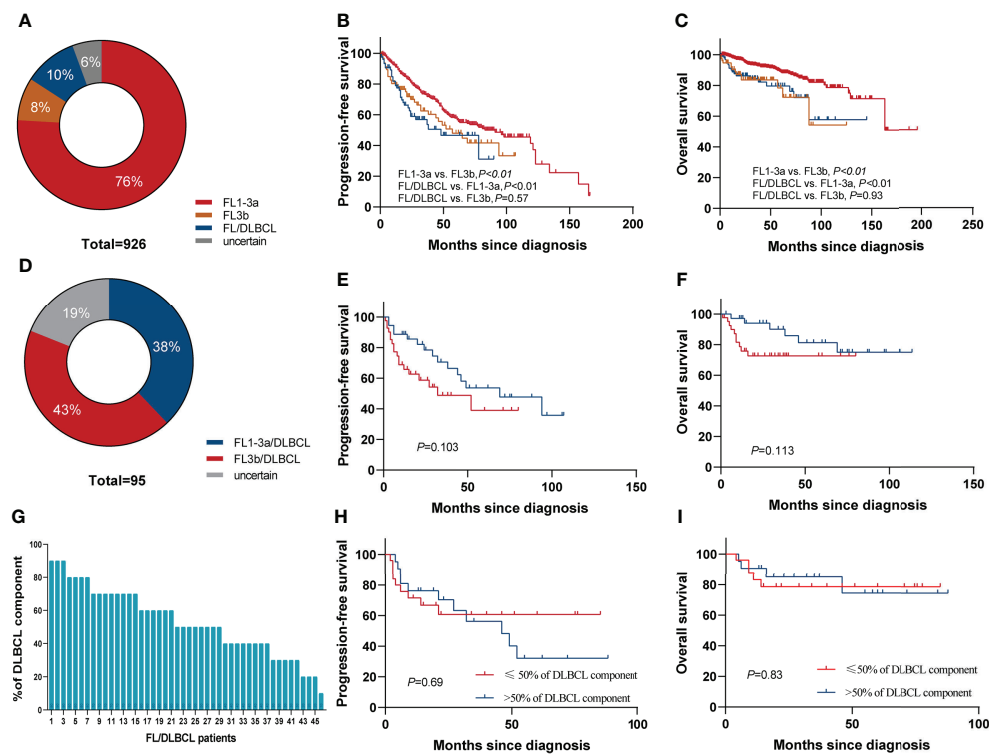 A
6%
10%
8%
76%
FL1-3a
FL3b
FL/DLBCL
uncertain
Total=926
B
Progression-free survival
100
80
60
40
20
0
0 50 100 150 200
FL1-3a vs. FL3b, P<0.01
FL/DLBCL vs. FL1-3a, P<0.01
FL/DLBCL vs. FL3b, P=0.57
Months since diagnosis
C
Overall survival
100
80
60
40
20
0
0 50 100 150 200 250
FL1-3a vs. FL3b, P<0.01
FL/DLBCL vs. FL1-3a, P<0.01
FL/DLBCL vs. FL3b, P=0.93
Months since diagnosis
D
19%
38%
43%
FL1-3a/DLBCL
FL3b/DLBCL
uncertain
Total=95
E
Progression-free survival
100
80
60
40
20
0
0 50 100 150
P=0.103
Months since diagnosis
F
Overall survival
100
80
60
40
20
0
0 50 100 150
P=0.113
Months since diagnosis
G
%of DLBCL component
100
80
60
40
20
0
1 3 5 7 9 11 13 15 17 19 21 23 25 27 29 31 33 35 37 39 41 43 45
FL/DLBCL patients
H
Progression-free survival
100
80
60
40
20
0
0 50 100
P=0.69
≤ 50% of DLBCL component
>50% of DLBCL component
Months since diagnosis
I
Overall survival
100
80
60
40
20
0
0 50 100
P=0.83
≤50% of DLBCL component
>50% of DLBCL component
Months since diagnosis